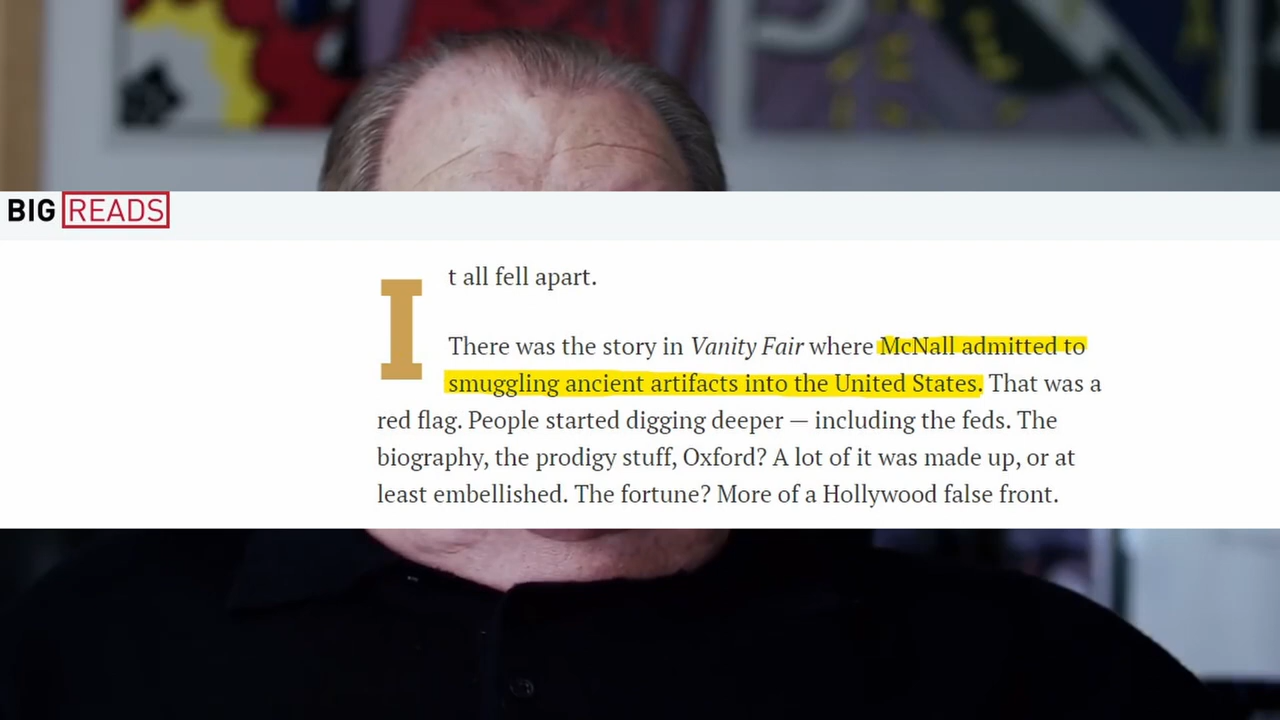 BIG READS
It all fell apart.
There was the story in Vanity Fair where McNall admitted to
smuggling ancient artifacts into the United States. That was a
red flag. People started digging deeper — including the feds. The
biography, the prodigy stuff, Oxford? A lot of it was made up, or at
least embellished. The fortune? More of a Hollywood false front.